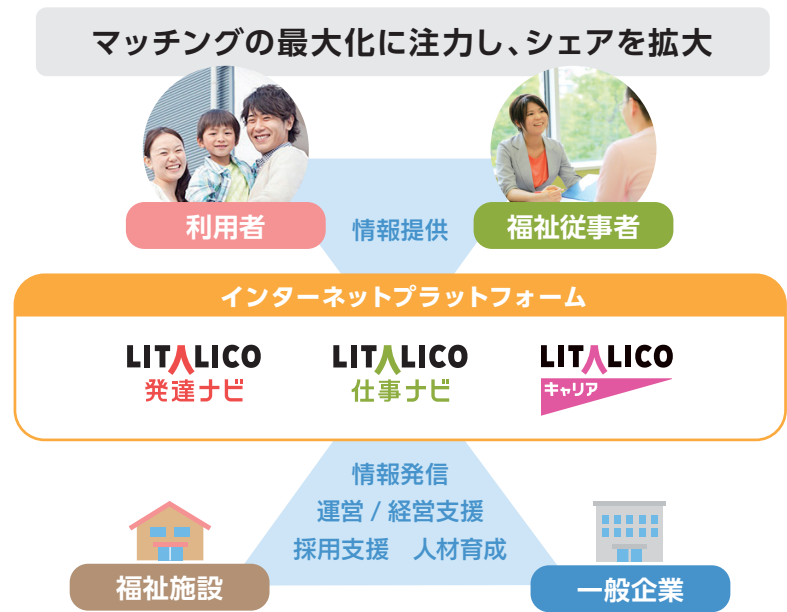 マッチングの最大化に注力し、シェアを拡大
利用者
情報提供
福祉従事者
インターネットプラットフォーム
LITALICO
発達ナビ
LITALICO
仕事ナビ
LITALICO
キャリア
情報発信
運営 / 経営支援
採用支援 人材育成
福祉施設
一般企業